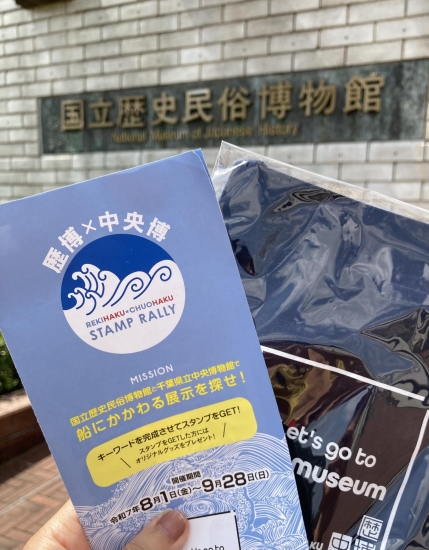 国立歴史民俗博物館
National Museum of Japanese History
歴博×中央博
REKIHAKU×CHUOHAKU
STAMP RALLY
MISSION
国立歴史民俗博物館と千葉県立中央博物館で
船にかかわる展示を探せ!
キーワードを完成させてスタンプをGET!
スタンプをGETした方には
オリジナルグッズをプレゼント!
開催期間
令和7年8月1日(金)〜9月28日(日)
let's go to
let's go to
museum